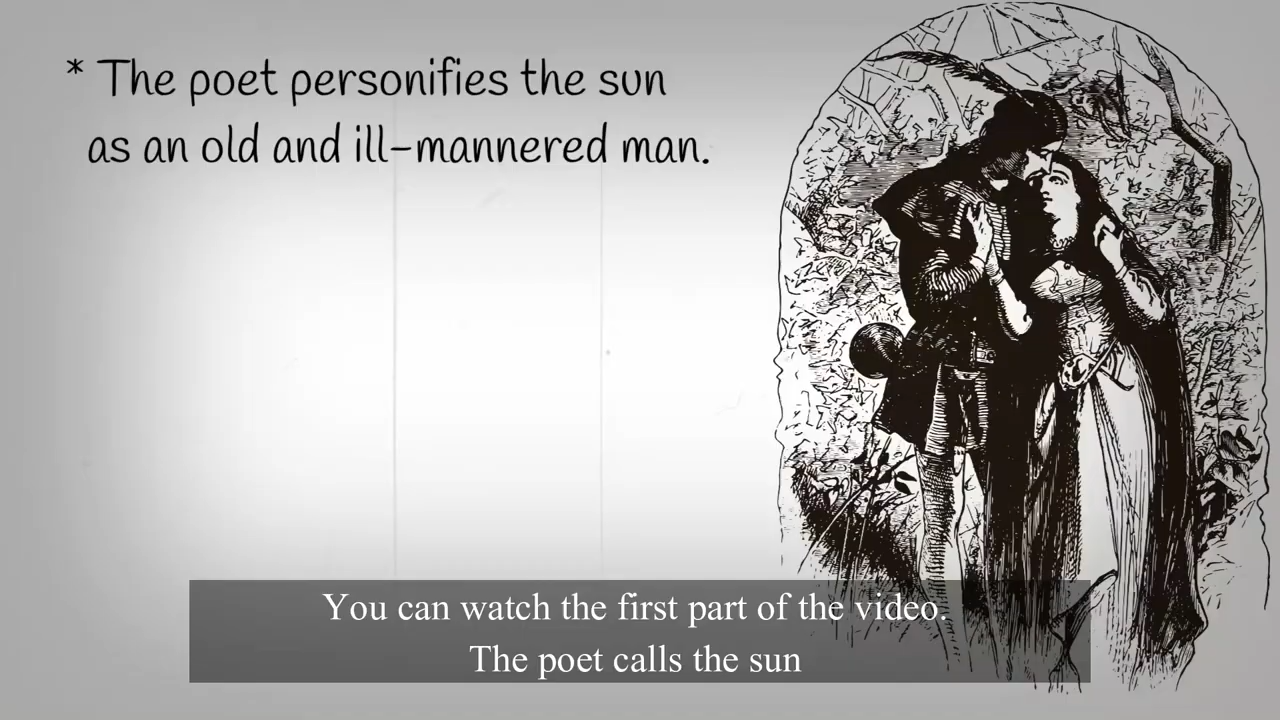 * The poet personifies the sun
as an old and ill-mannered man.
You can watch the first part of the video.
The poet calls the sun